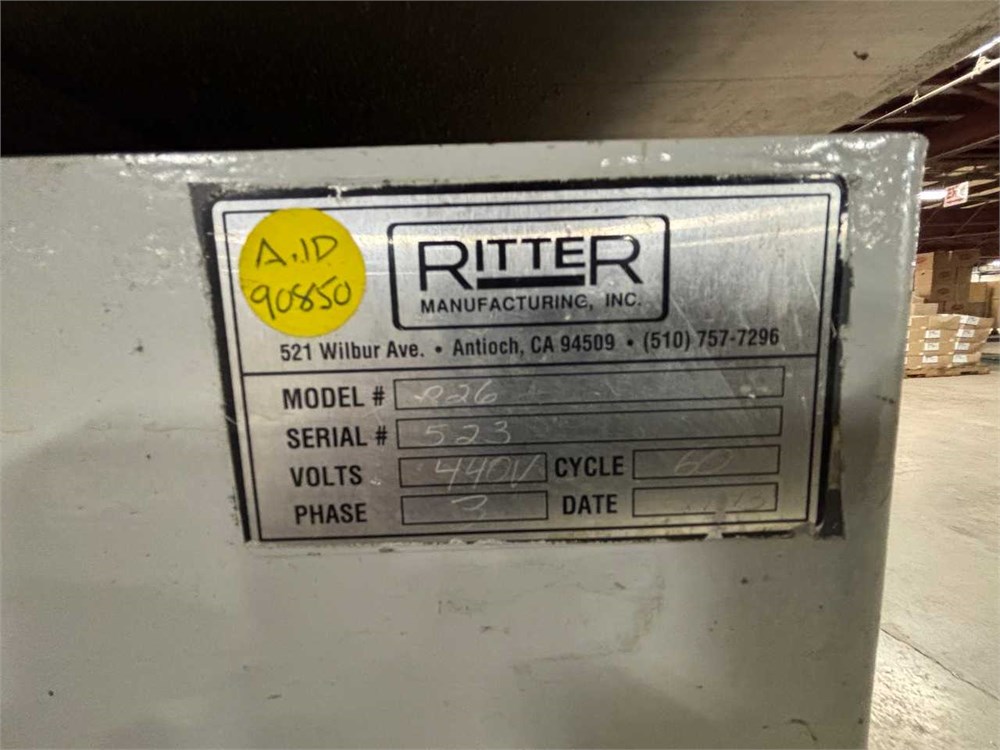 A.ID
90850
RITTER
MANUFACTURING, INC.
521 Wilbur Ave. • Antioch, CA 94509 • (510) 757-7296
MODEL # R26
SERIAL # 523
VOLTS 440V CYCLE 60
PHASE 3 DATE